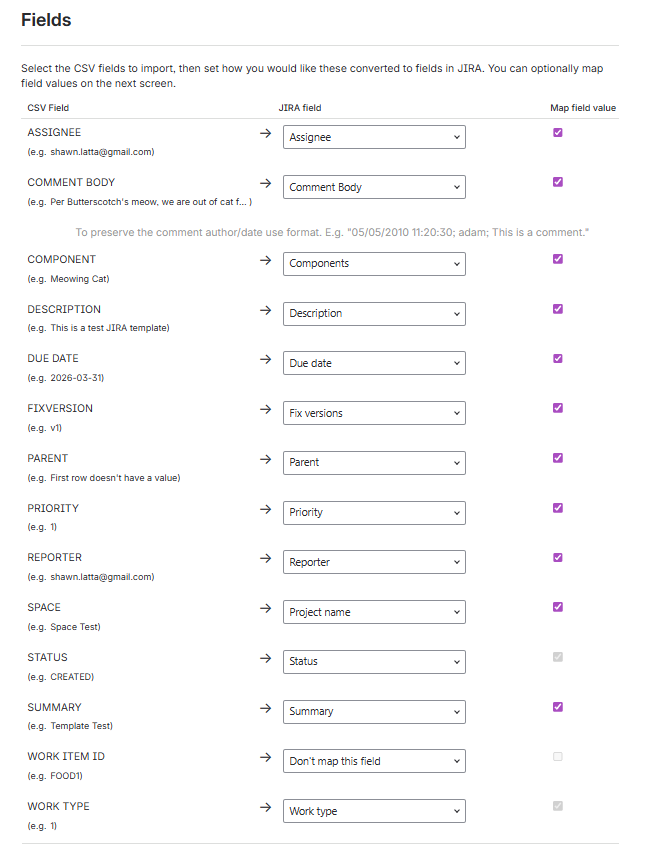 Fields
Select the CSV fields to import, then set how you would like these converted to fields in JIRA. You can optionally map
field values on the next screen.
CSV Field JIRA field Map field value
ASSIGNEE → Assignee
(e.g. shawn.latta@gmail.com)
COMMENT BODY → Comment Body
(e.g. Per Butterscotch's meow, we are out of cat f... )
To preserve the comment author/date use format. E.g. "05/05/2010 11:20:30; adam; This is a comment."
COMPONENT → Components
(e.g. Meowing Cat)
DESCRIPTION → Description
(e.g. This is a test JIRA template)
DUE DATE → Due date
(e.g. 2026-03-31)
FIXVERSION → Fix versions
(e.g. v1)
PARENT → Parent
(e.g. First row doesn't have a value)
PRIORITY → Priority
(e.g. 1)
REPORTER → Reporter
(e.g. shawn.latta@gmail.com)
SPACE → Project name
(e.g. Space Test)
STATUS → Status
(e.g. CREATED)
SUMMARY → Summary
(e.g. Template Test)
WORK ITEM ID → Don't map this field
(e.g. FOOD1)
WORK TYPE → Work type
(e.g. 1)